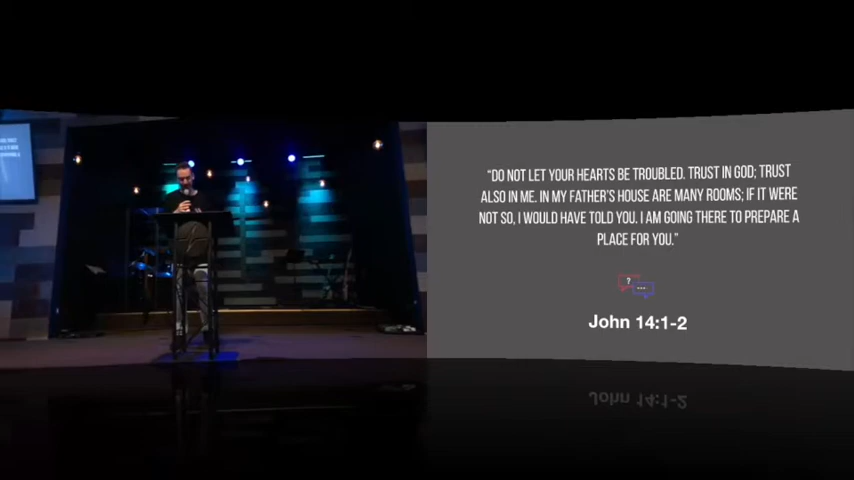 “DO NOT LET YOUR HEARTS BE TROUBLED. TRUST IN GOD; TRUST
ALSO IN ME. IN MY FATHER'S HOUSE ARE MANY ROOMS; IF IT WERE
NOT SO, I WOULD HAVE TOLD YOU. I AM GOING THERE TO PREPARE A
PLACE FOR YOU.”
?
John 14:1-2